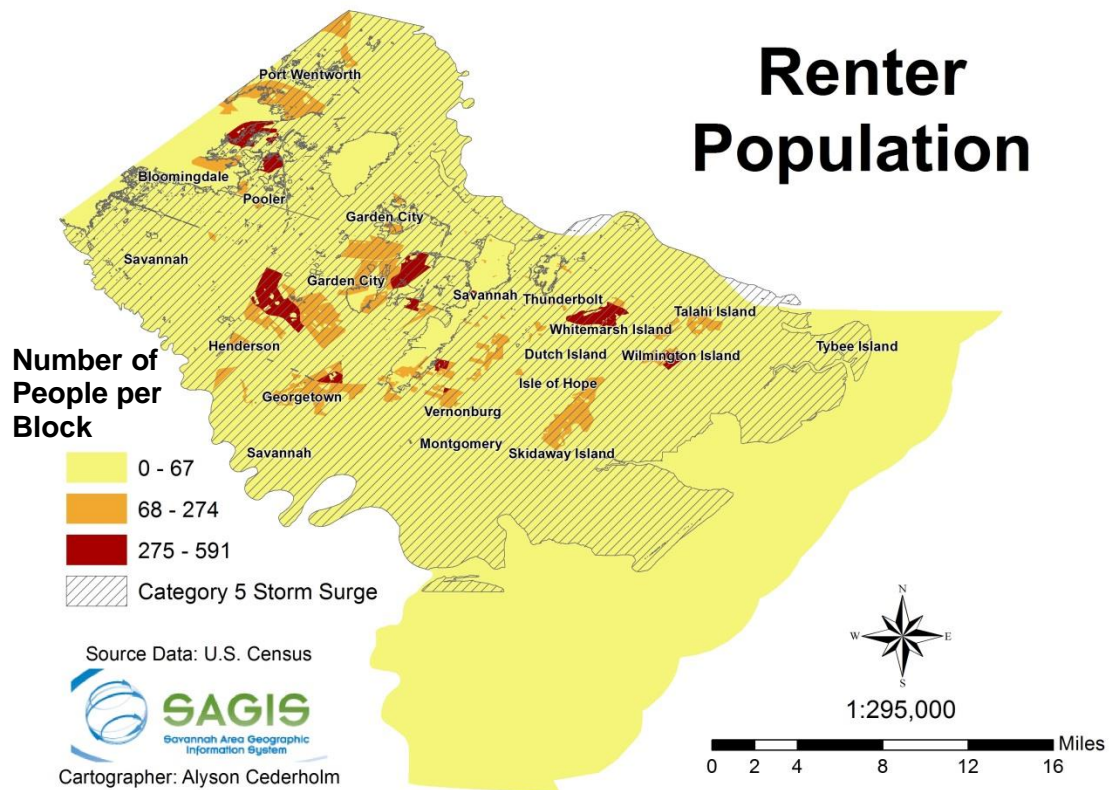 Renter
Population
Port Wentworth
Bloomingdale
Pooler
Garden City
Savannah
Garden City
Savannah
Thunderbolt
Talahi Island
Whitemarsh Island
Tybee Island
Henderson
Dutch Island
Wilmington Island
Isle of Hope
Georgetown
Vernonburg
Montgomery
Savannah
Skidaway Island
Number of
People per
Block
0 - 67
68 - 274
275 - 591
Category 5 Storm Surge
Source Data: U.S. Census
SAGIS
Savannah Area Geographic
Information System
Cartographer: Alyson Cederholm
N
W
E
S
1:295,000
Miles
0 2 4 8 12 16